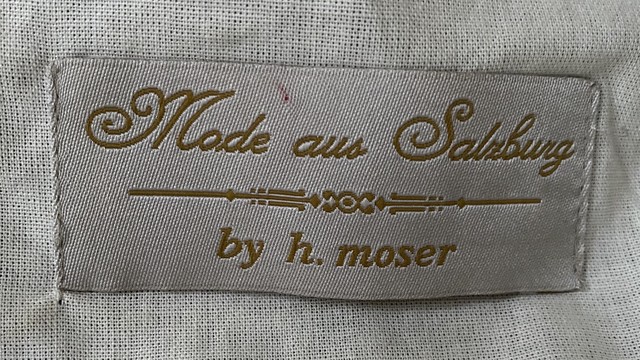 Mode aus Salzburg
by h. moser